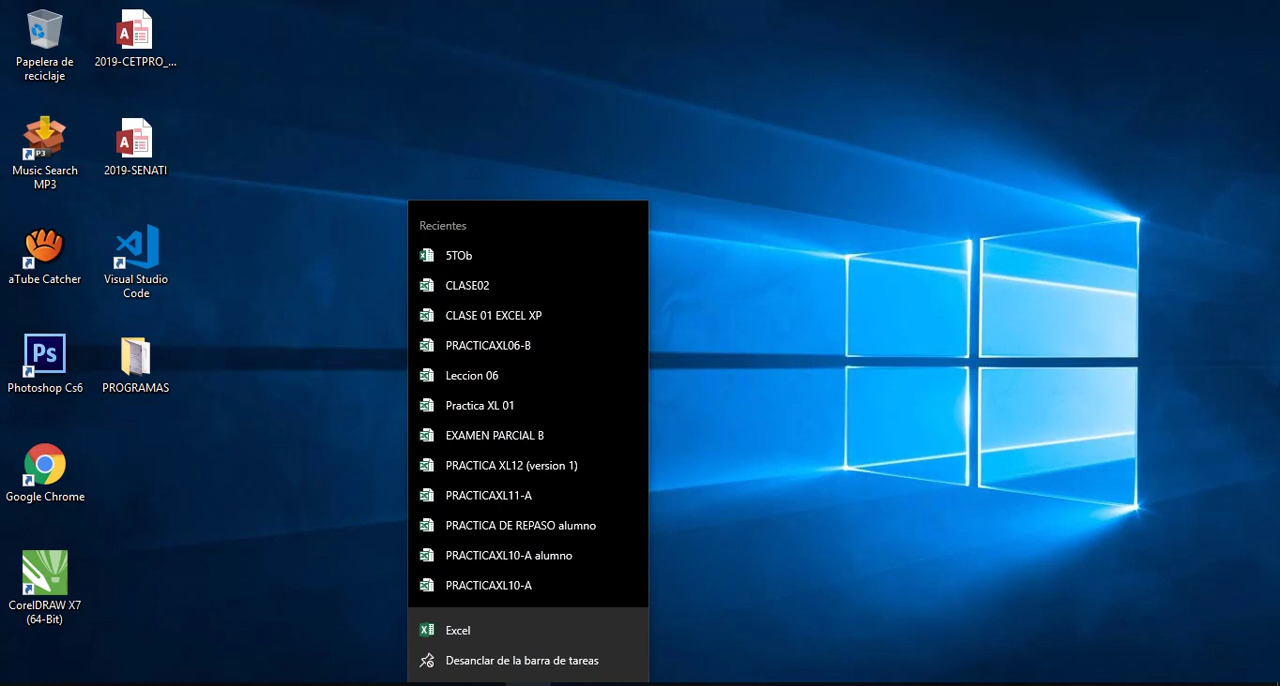 Papelera de
reciclaje
2019-CETPRO_...
Music Search
MP3
2019-SENATI
aTube Catcher
Visual Studio
Code
Photoshop Cs6
PROGRAMAS
Google Chrome
CorelDRAW X7
(64-Bit)
Recientes
5TOb
CLASE02
CLASE 01 EXCEL XP
PRACTICAXL06-B
Leccion 06
Practica XL 01
EXAMEN PARCIAL B
PRACTICA XL12 (version 1)
PRACTICAXL11-A
PRACTICA DE REPASO alumno
PRACTICAXL10-A alumno
PRACTICAXL10-A
Excel
Desanclar de la barra de tareas